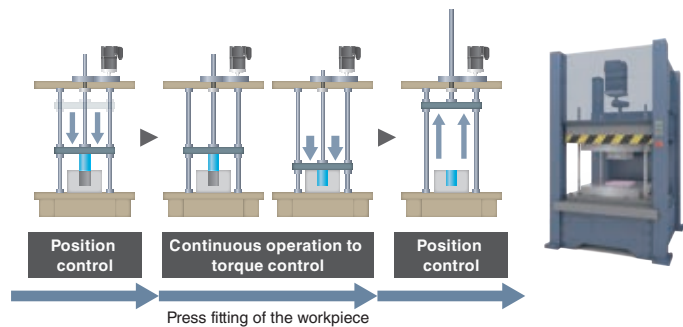 Position
control
Continuous operation to
torque control
Position
control
Press fitting of the workpiece